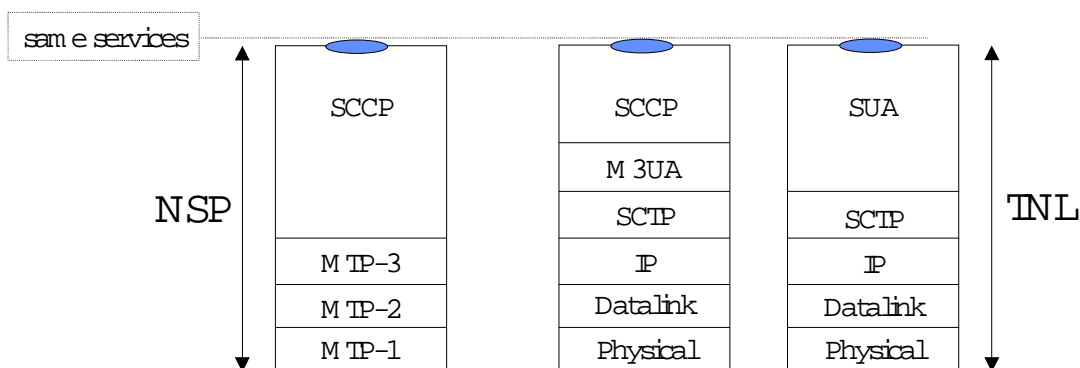 same services
SCCP
SCCP
SUA
M3UA
NSP
SCTP
SCTP
TNL
MTP-3
IP
IP
MTP-2
Datalink
Datalink
MTP-1
Physical
Physical